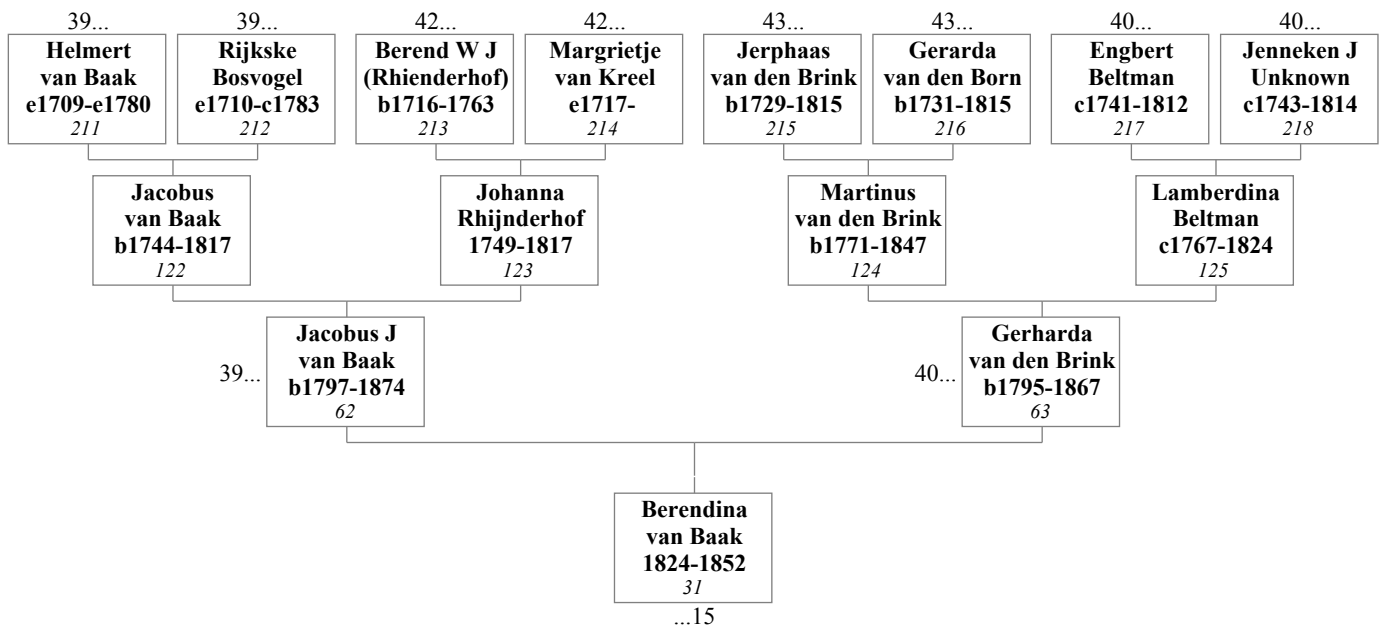 39...
39...
42...
42...
43...
43...
40...
40...
Helmert
van Baak
e1709-e1780
211
Rijkske
Bosvogel
e1710-c1783
212
Berend W J
(Rhienderhof)
b1716-1763
213
Margrietje
van Kreel
e1717-
214
Jerphaas
van den Brink
b1729-1815
215
Gerarda
van den Born
b1731-1815
216
Engbert
Beltman
c1741-1812
217
Jenneken J
Unknown
c1743-1814
218
Jacobus
van Baak
b1744-1817
122
Johanna
Rhijnderhof
1749-1817
123
Martinus
van den Brink
b1771-1847
124
Lamberdina
Beltman
c1767-1824
125
39...
Jacobus J
van Baak
b1797-1874
62
40...
Gerharda
van den Brink
b1795-1867
63
Berendina
van Baak
1824-1852
31
...15